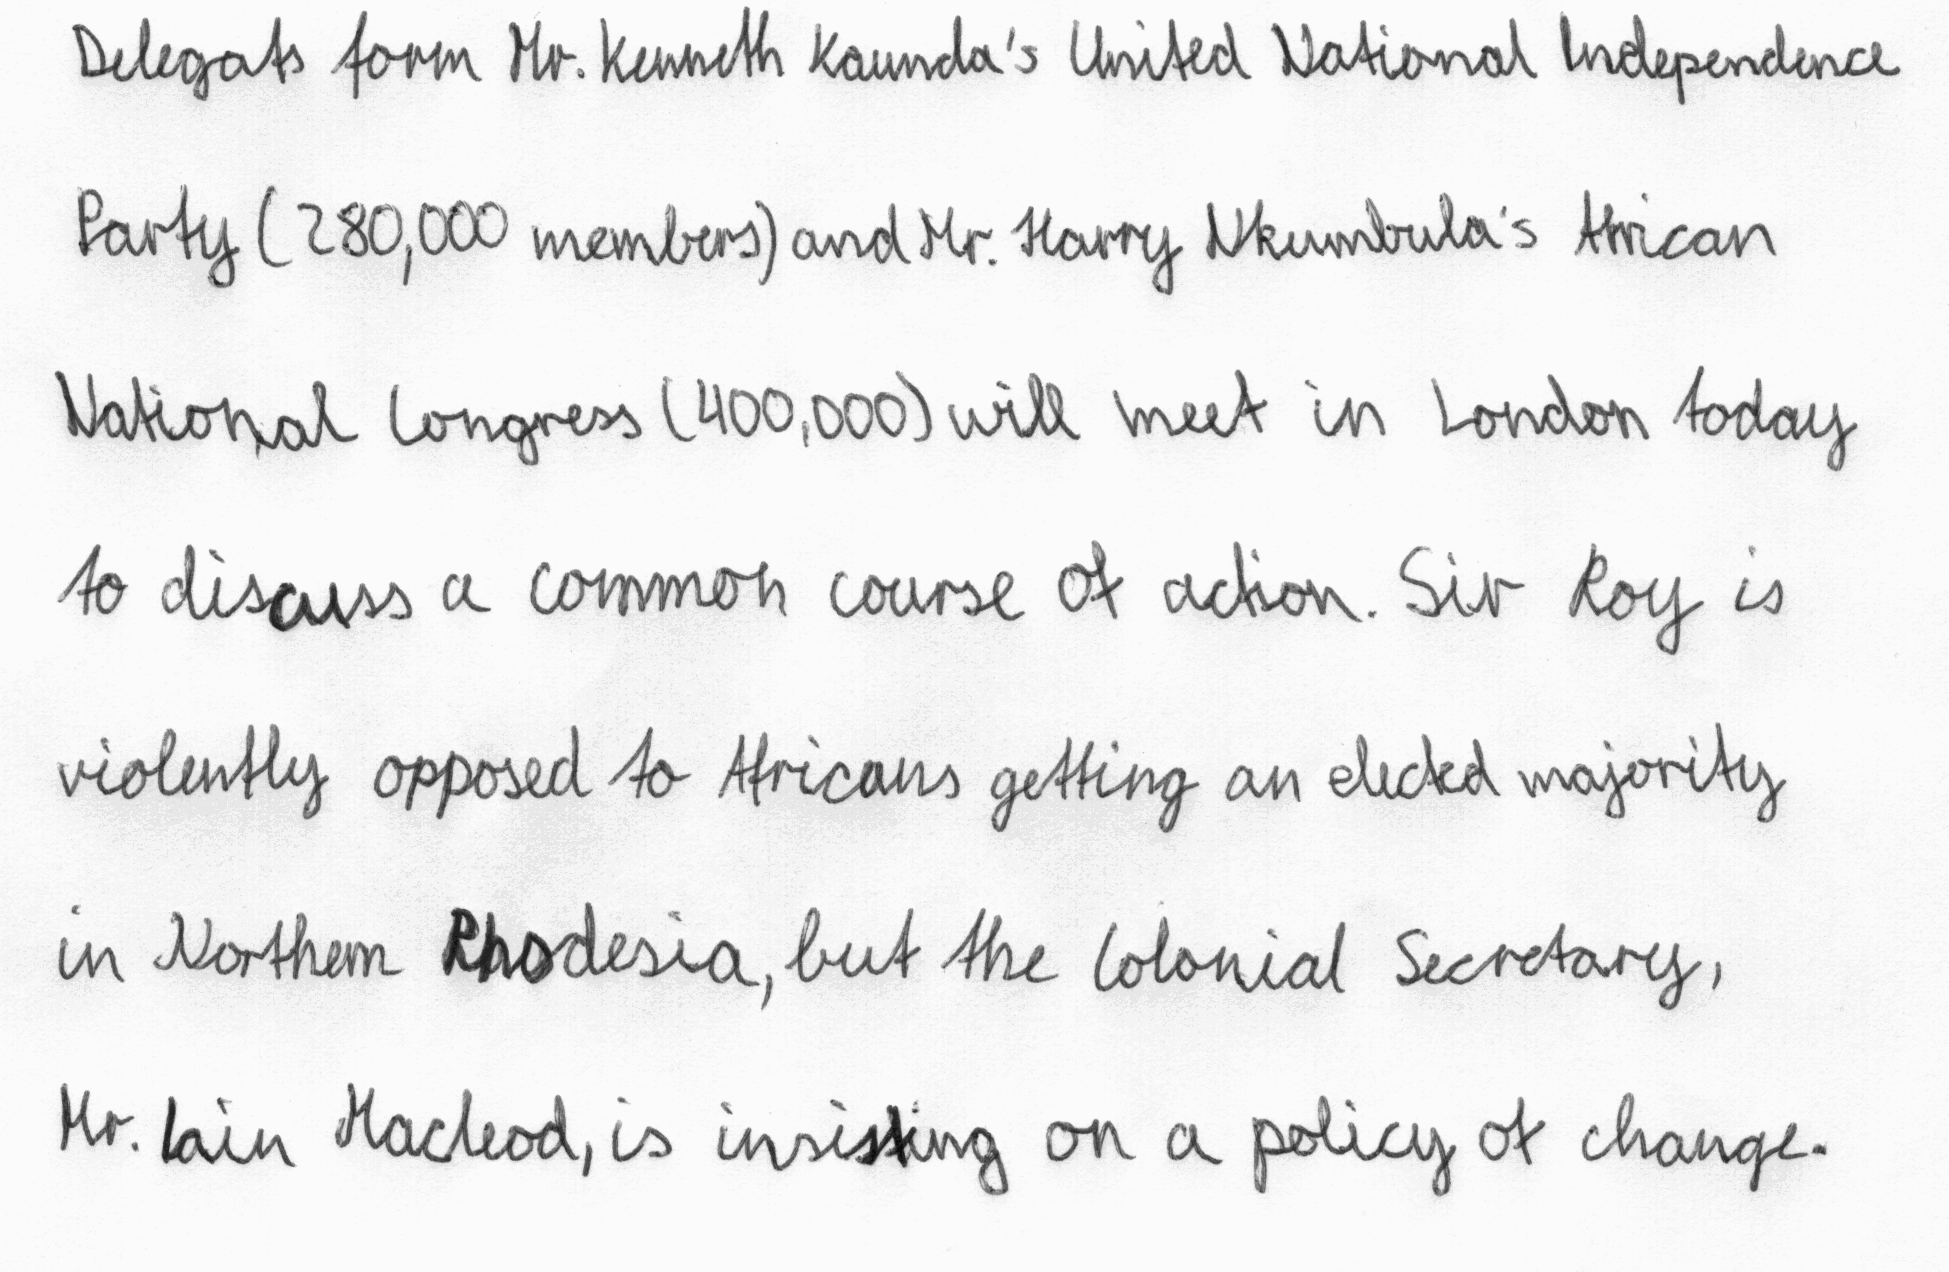 Delegats form Mr. Kenneth Kaunda's United National Independence
Party (280,000 members) and Mr. Harry Nkumbula's African
National Congress (400,000) will meet in London today
to discuss a common course of action. Sir Roy is
violently opposed to Africans getting an elected majority
in Northern Rhodesia, but the Colonial Secretary,
Mr. Iain Macleod, is insisting on a policy of change.